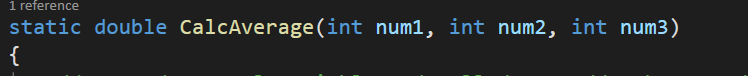 1 reference
static double CalcAverage(int num1, int num2, int num3)
{